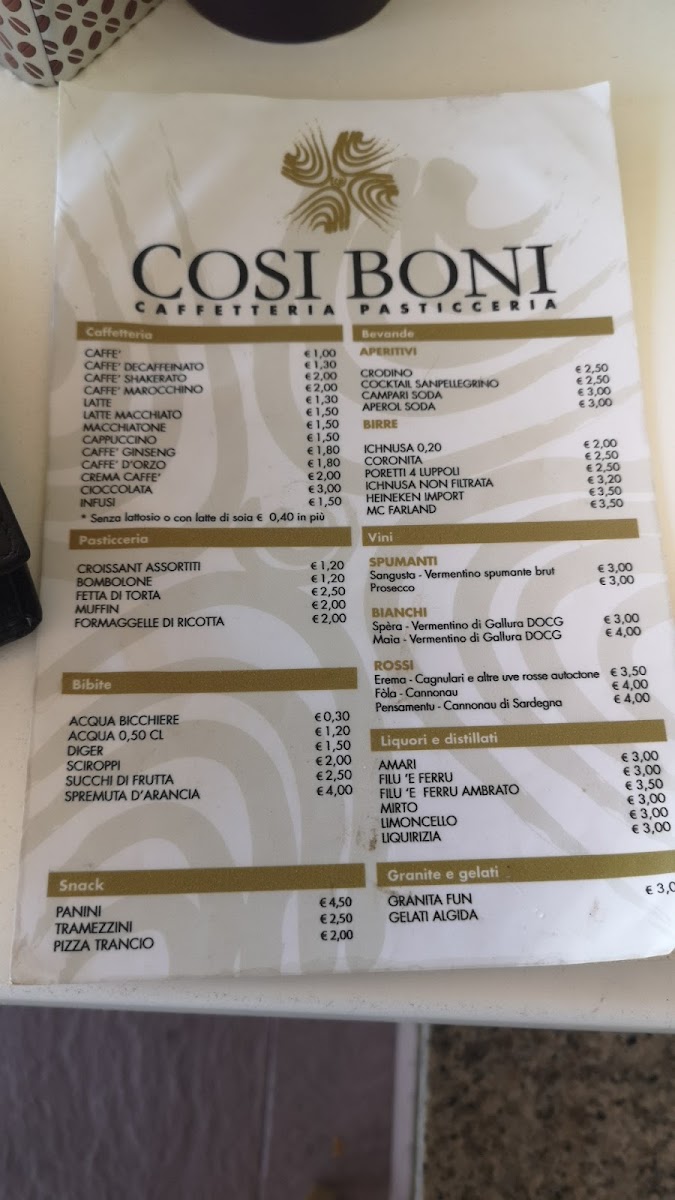 COSI BONI
CAFFETTERIA PASTICCERIA
Caffetteria
CAFFE' € 1,00
CAFFE' DECAFFEINATO € 1,30
CAFFE' SHAKERATO € 2,00
CAFFE' MAROCCHINO € 2,00
LATTE € 1,30
LATTE MACCHIATO € 1,50
MACCHIATONE € 1,50
CAPPUCCINO € 1,50
CAFFE' GINSENG € 1,80
CAFFE' D'ORZO € 1,80
CREMA CAFFE' € 2,00
CIOCCOLATA € 3,00
INFUSI € 1,50
* Senza lattosio o con latte di soia € 0,40 in più
Pasticceria
CROISSANT ASSORTITI € 1,20
BOMBOLONE € 1,20
FETTA DI TORTA € 2,50
MUFFIN € 2,00
FORMAGGELLE DI RICOTTA € 2,00
Bibite
ACQUA BICCHIERE € 0,30
ACQUA 0,50 CL € 1,20
DIGER € 1,50
SCIROPPI € 2,00
SUCCHI DI FRUTTA € 2,50
SPREMUTA D'ARANCIA € 4,00
Snack
PANINI € 4,50
TRAMEZZINI € 2,50
PIZZA TRANCIO € 2,00
Bevande
APERITIVI
CRODINO € 2,50
COCKTAIL SANPELLEGRINO € 2,50
CAMPARI SODA € 3,00
APEROL SODA € 3,00
BIRRE
ICHNUSA 0,20 € 2,00
CORONITA € 2,50
PORETTI 4 LUPPOLI € 2,50
ICHNUSA NON FILTRATA € 3,20
HEINEKEN IMPORT € 3,50
MC FARLAND € 3,50
Vini
SPUMANTI
Sangusta - Vermentino spumante brut € 3,00
Prosecco € 3,00
BIANCHI
Spèra - Vermentino di Gallura DOCG € 3,00
Maìa - Vermentino di Gallura DOCG € 4,00
ROSSI
Erema - Cagnulari e altre uve rosse autoctone € 3,50
Fòla - Cannonau € 4,00
Pensamentu - Cannonau di Sardegna € 4,00
Liquori e distillati
AMARI € 3,00
FILU 'E FERRU € 3,00
FILU 'E FERRU AMBRATO € 3,50
MIRTO € 3,00
LIMONCELLO € 3,00
LIQUIRIZIA € 3,00
Granite e gelati
GRANITA FUN € 3,0
GELATI ALGIDA